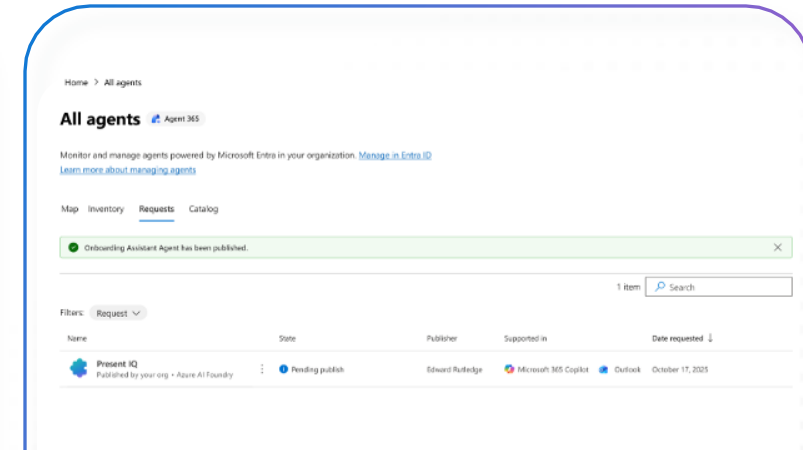 Home > All agents
All agents Agent 365
Monitor and manage agents powered by Microsoft Entra in your organization. Manage in Entra ID
Learn more about managing agents
Map Inventory Requests Catalog
Onboarding Assistant Agent has been published.
1 item Search
Filters: Request
Name State Publisher Supported in Date requested ↓
Present IQ
Published by your org • Azure AI Foundry
Pending publish Edward Rutledge Microsoft 365 Copilot Outlook October 17, 2025